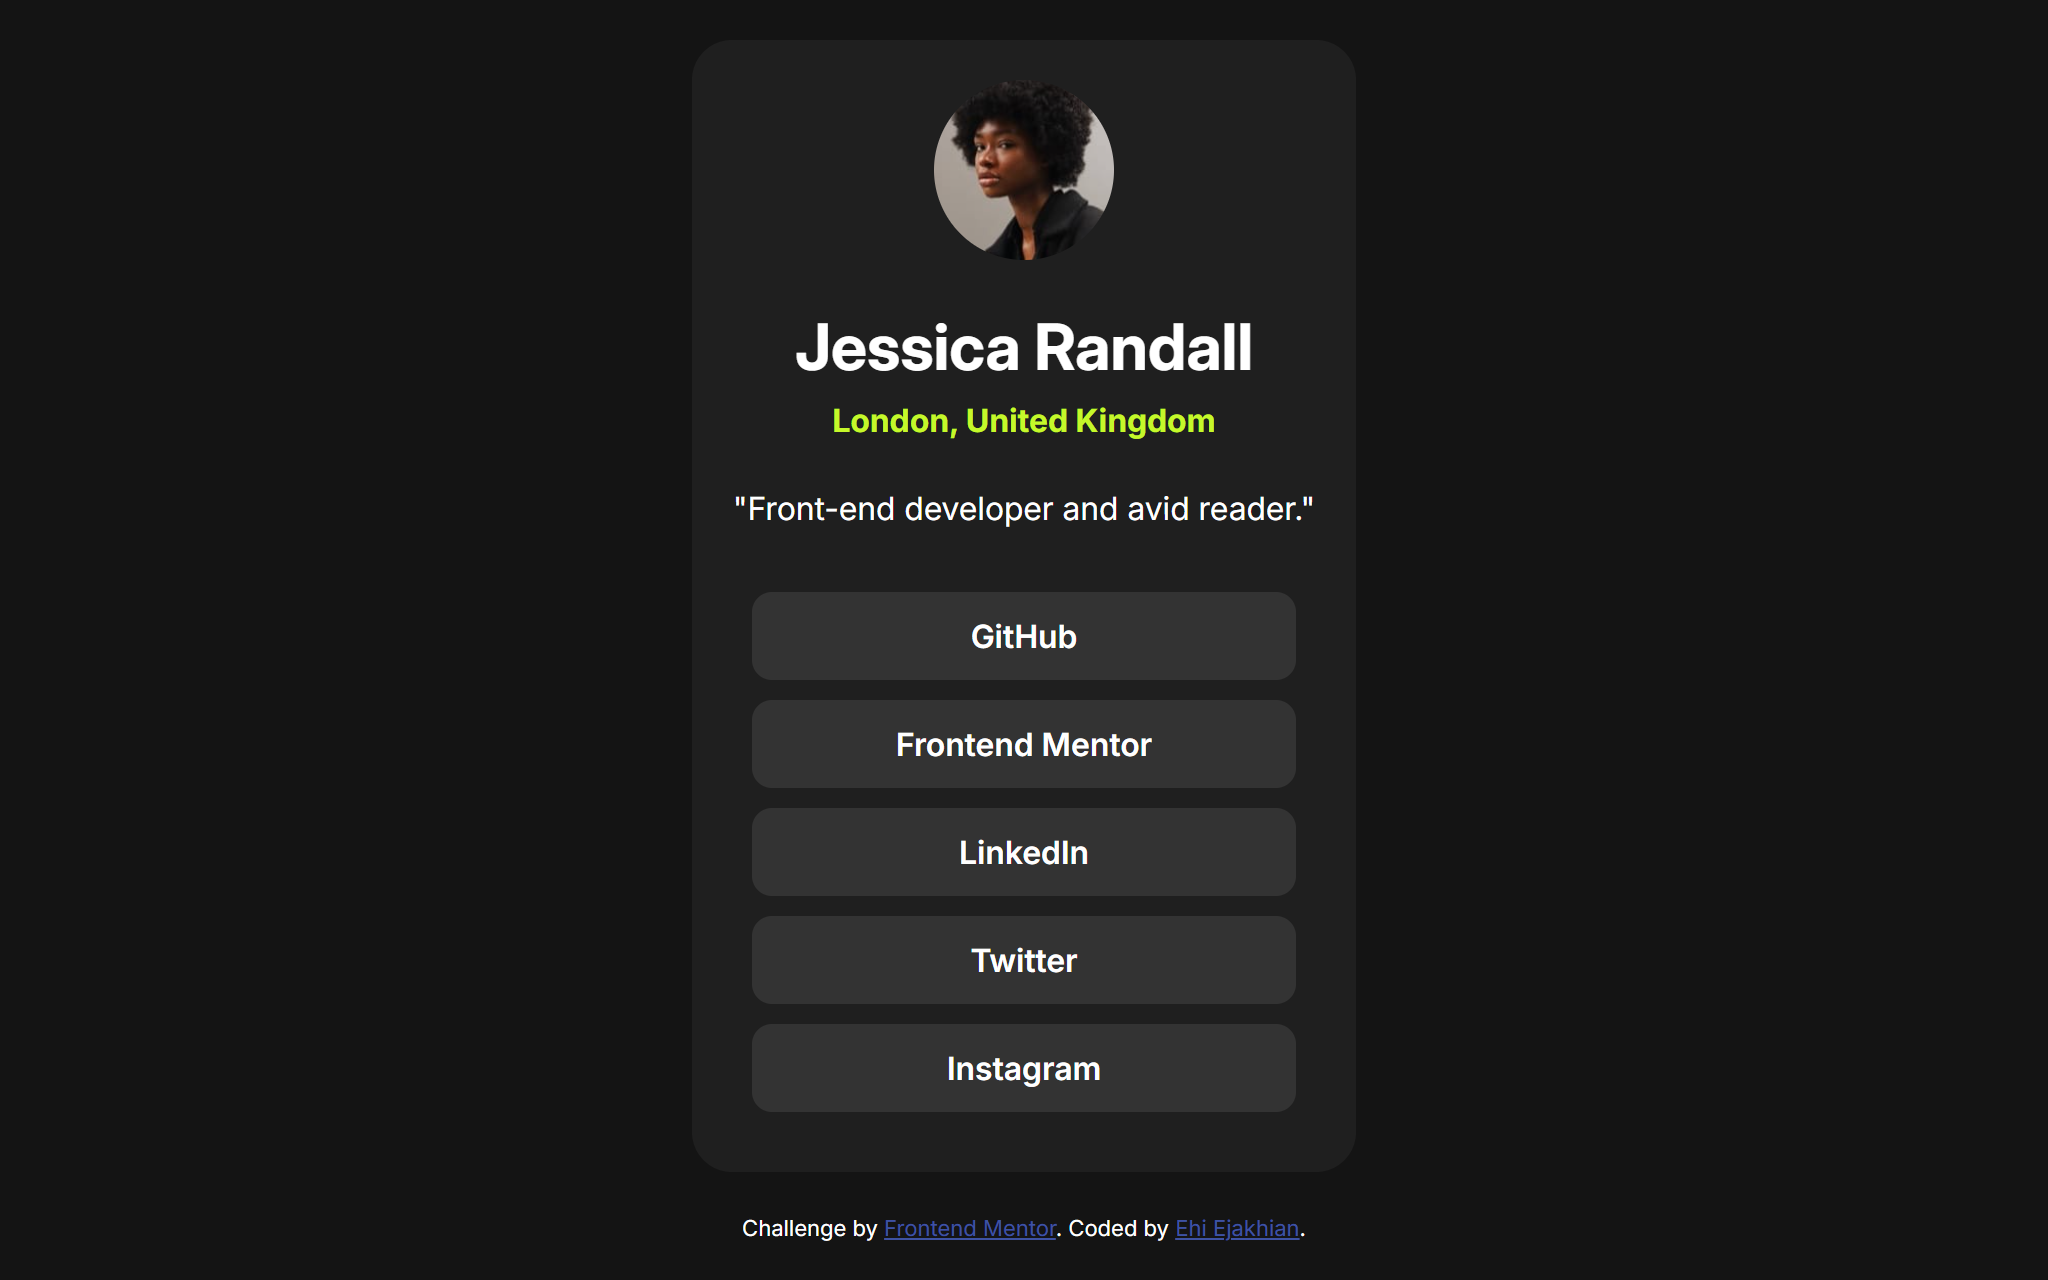 Jessica Randall
London, United Kingdom
"Front-end developer and avid reader."
GitHub
Frontend Mentor
LinkedIn
Twitter
Instagram
Challenge by Frontend Mentor. Coded by Ehi Ejakhian.